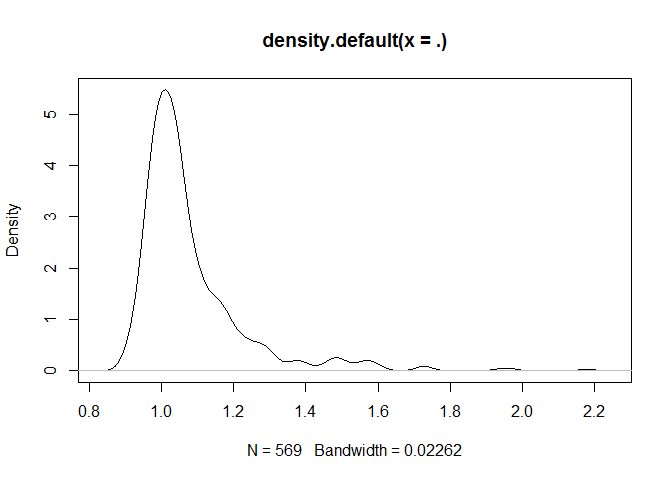 density.default(x = .)
Density
5
4
3
2
1
0
0.8 1.0 1.2 1.4 1.6 1.8 2.0 2.2
N = 569 Bandwidth = 0.02262